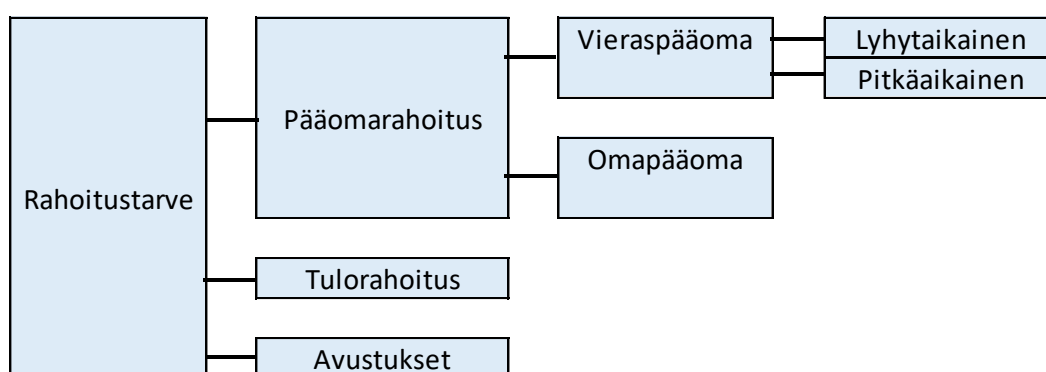 Rahoitustarve
Pääomarahoitus
Vieraspääoma
Lyhytaikainen
Pitkäaikainen
Omapääoma
Tulorahoitus
Avustukset